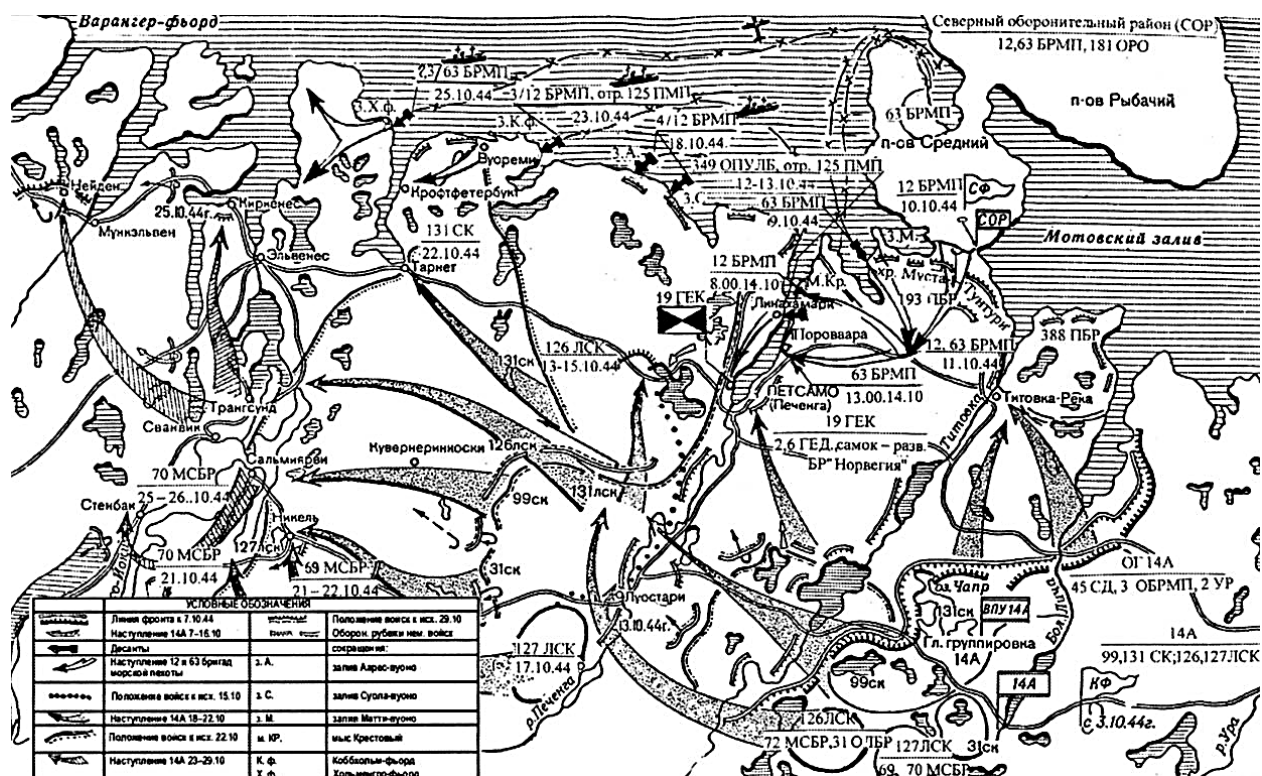 Варангер-фьорд
Северный оборонительный район (СОР)
12,63 БРМП, 181 ОРО
п-ов Рыбачий
63 БРМП
п-ов Средний
2,3/63 БРМП
25.10.44
3/12 БРМП, отр. 125 ПМП
23.10.44
4/12 БРМП
18.10.44
349 ОПУЛБ, отр. 125 ПМП
12-13.10.44
63 БРМП
9.10.44
з.Х.ф.
з.К.ф.
з.А.
з.С.
з.М.
12 БРМП
10.10.44
СФ
СОР
Мотовский залив
хр. Муста-
Тунтури
193 ПБР
388 ПБР
Вуореми
Крофтфетербукт
131 СК
22.10.44
Тарнет
Нейден
Мункэльвен
25.10.44г.
Киркенес
Эльвенес
12 БРМП
8.00.14.10
М.Кр.
Линахамари
19 ГЕК
Пороваара
12, 63 БРМП
11.10.44
63 БРМП
13.00.14.10
ПЕТСАМО
(Печенга)
19 ГЕК
2,6 ГЕД,самок – разв.
БР"Норвегия"
Титовка
Титовка-Река
126 ЛСК
13-15.10.44
131ск
Трангсунд
Сванвик
Сальмиярви
Кувернериниоски
126лск
99ск
131лск
31ск
70 МСБР
25 – 26..10.44
Стенбак
Никель
127лск
70 МСБР
21.10.44
69 МСБР
21 – 22.10.44
Луостари
13.10.44г.
127 ЛСК
17.10.44
р.Печенга
оз. Чапр
131ск
ВПУ 14А
Гл. группировка
14А
ОГ 14А
45 СД, 3 ОБРМП, 2 УР
14А
99,131 СК;126,127ЛСК
99ск
14А
КФ
с 3.10.44г.
р.Ура
31ск
126ЛСК
72 МСБР,31 ОЛБР
127ЛСК
69, 70 МСБР
УСЛОВНЫЕ ОБОЗНАЧЕНИЯ
Линия фронта к 7.10.44
Положение войск к исх. 29.10
Наступление 14А 7–15.10
Оборон. рубежи нем. войск
Десанты
сокращения:
Наступление 12 и 63 бригад
морской пехоты
з. А.
залив Аарес-вуоно
Положение войск к исх. 15.10
з. С.
залив Суола-вуоно
Наступление 14А 18–22.10
з. М.
залив Матти-вуоно
Положение войск к исх. 22.10
м. КР.
мыс Крестовый
Наступление 14А 23–29.10
К. ф.
Коббхольм-фьорд
Х. ф.
Хольменгро-фьорд